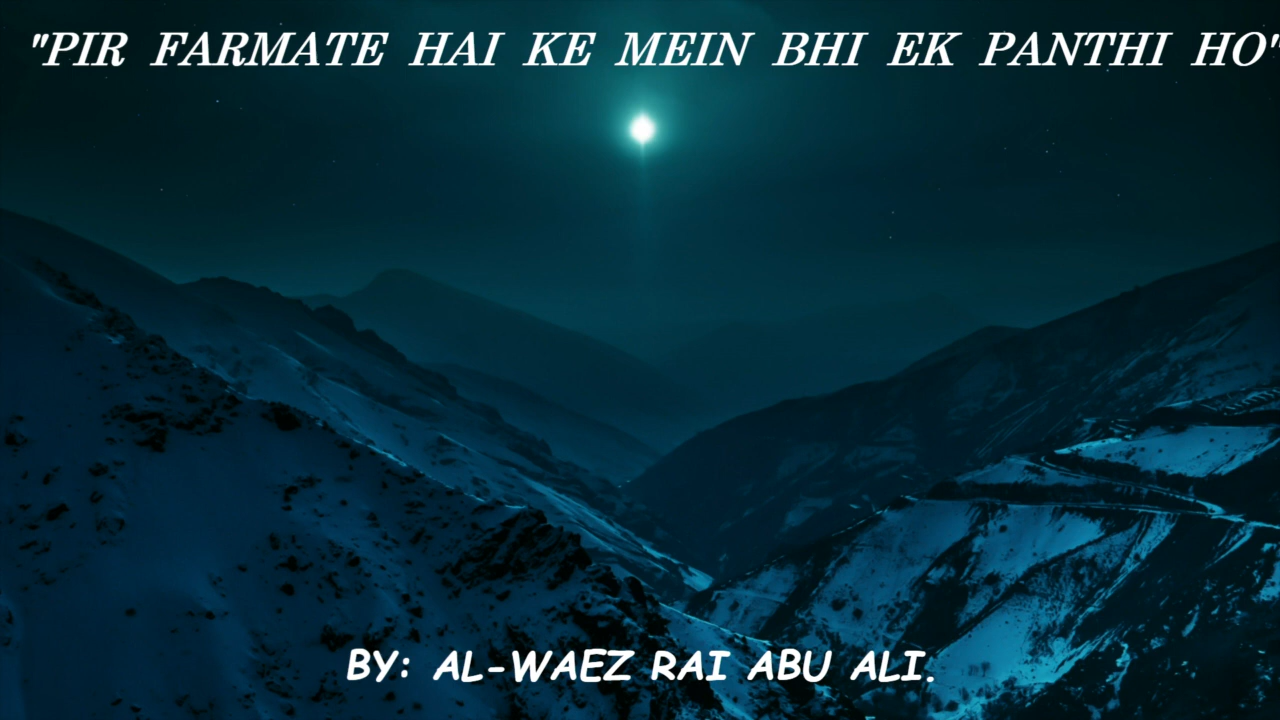 "PIR FARMATE HAI KE MEIN BHI EK PANTHI HO"
BY: AL-WAEZ RAI ABU ALI.